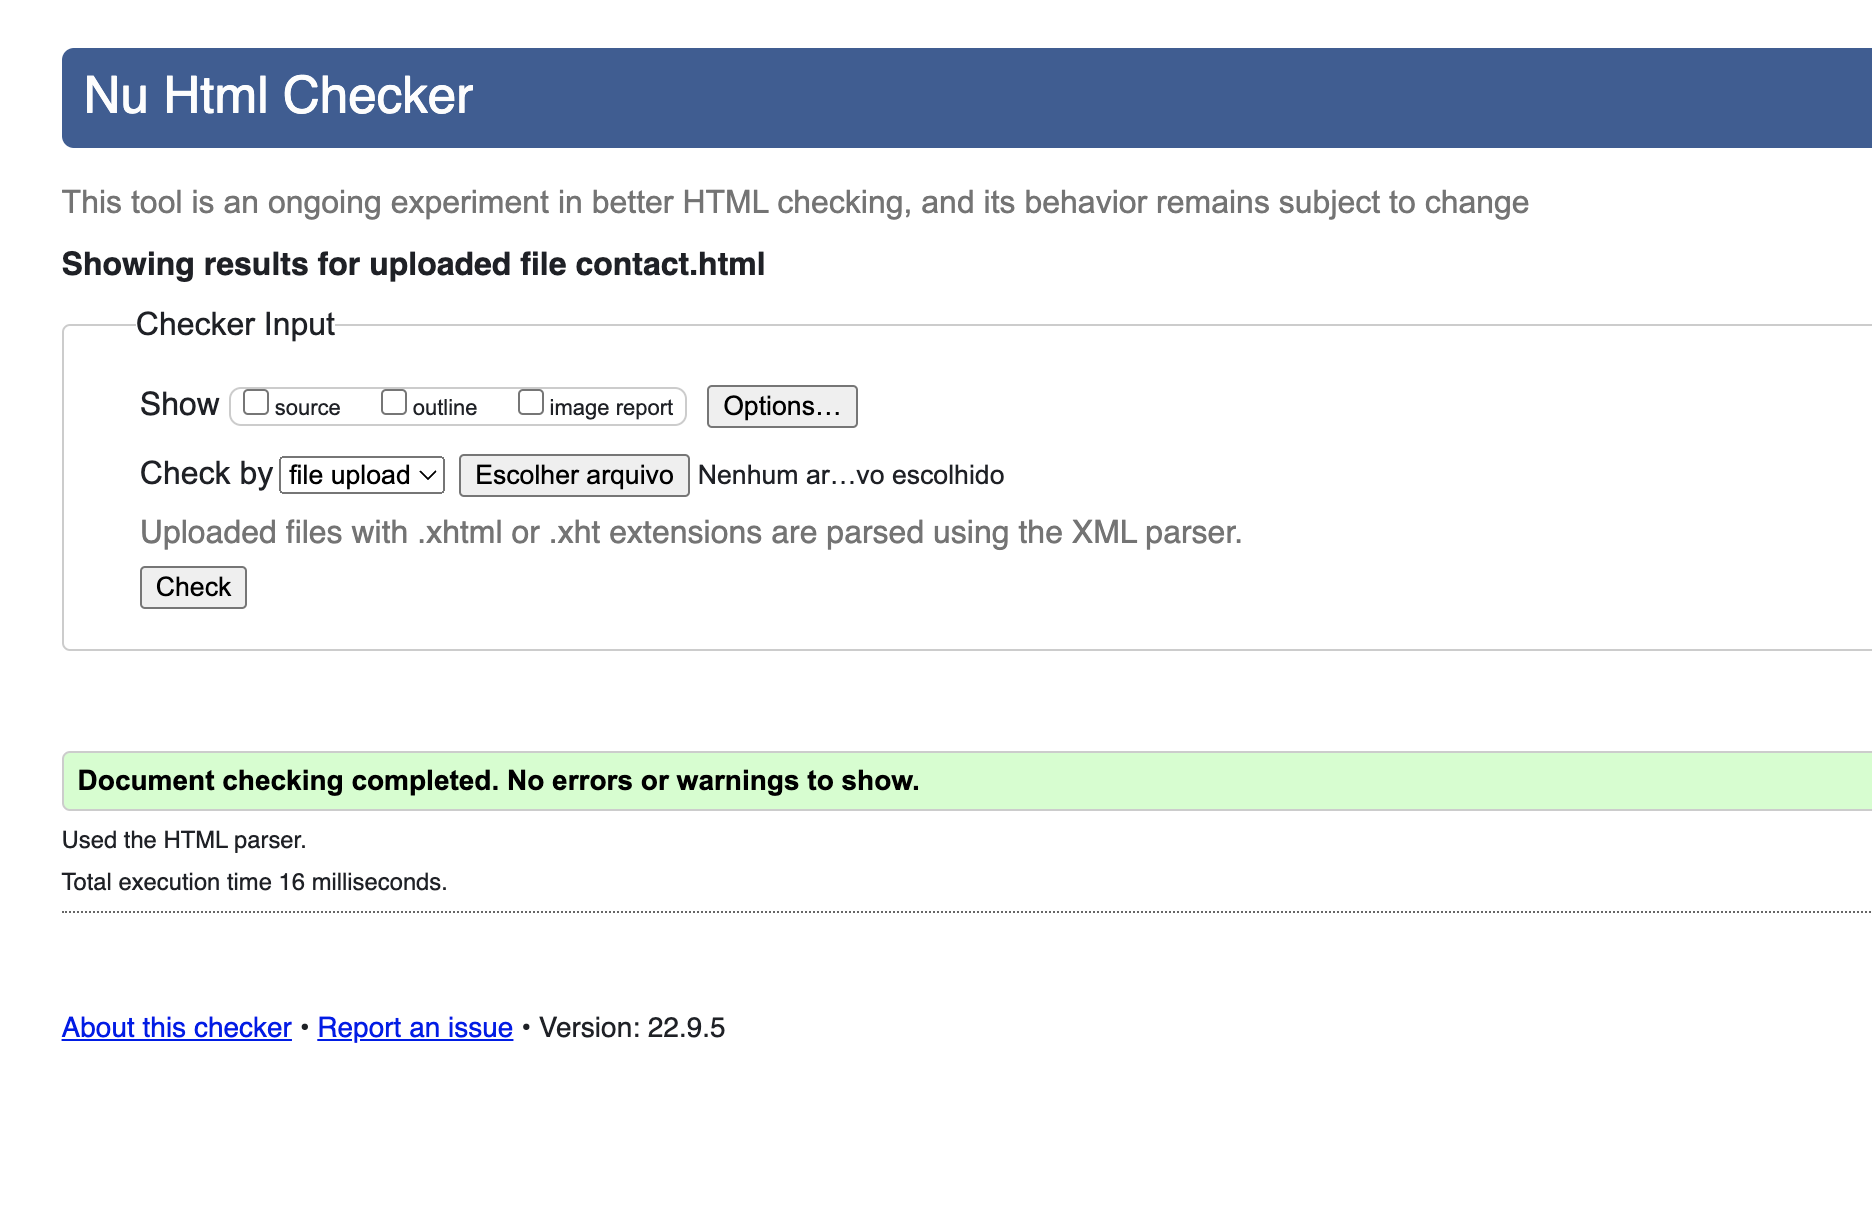 Nu Html Checker
This tool is an ongoing experiment in better HTML checking, and its behavior remains subject to change
Showing results for uploaded file contact.html
Checker Input
Show source outline image report Options…
Check by file upload Escolher arquivo Nenhum ar…vo escolhido
Uploaded files with .xhtml or .xht extensions are parsed using the XML parser.
Check
Document checking completed. No errors or warnings to show.
Used the HTML parser.
Total execution time 16 milliseconds.
About this checker • Report an issue • Version: 22.9.5